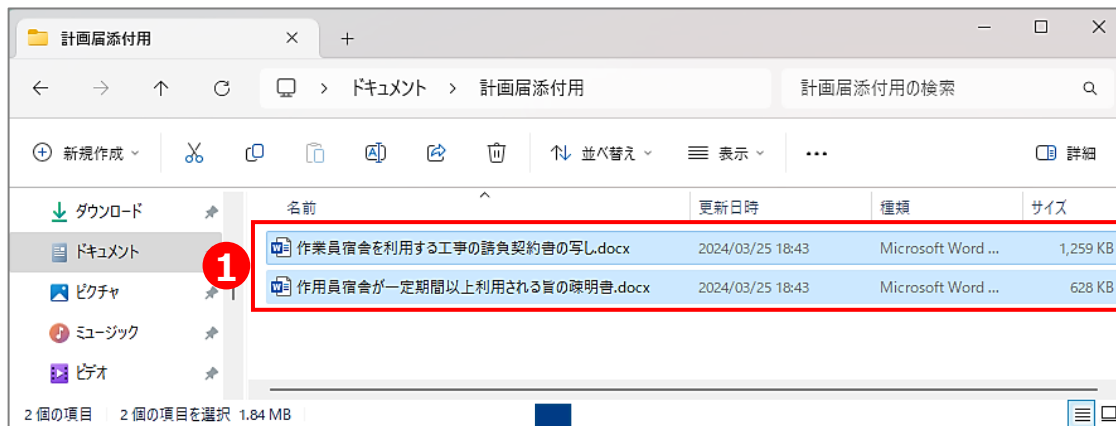 計画届添付用
ドキュメント > 計画届添付用 計画届添付用の検索
新規作成 並べ替え 表示 ... 詳細
名前 更新日時 種類 サイズ
ダウンロード
ドキュメント
ピクチャ
ミュージック
ビデオ
1
作業員宿舎を利用する工事の請負契約書の写し.docx 2024/03/25 18:43 Microsoft Word ... 1,259 KB
作用員宿舎が一定期間以上利用される旨の疎明書.docx 2024/03/25 18:43 Microsoft Word ... 628 KB
2 個の項目 2 個の項目を選択 1.84 MB